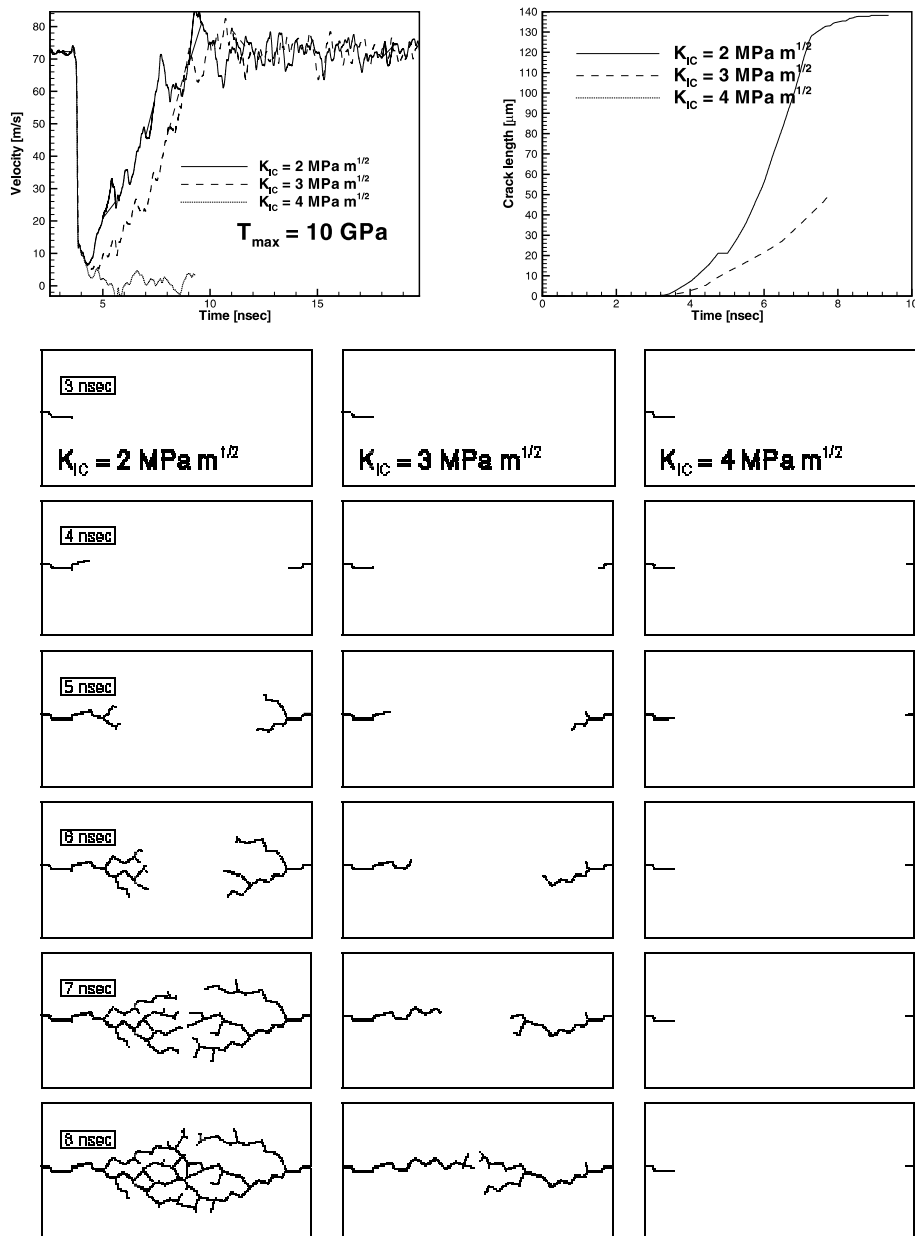 80
70
60
50
40
30
20
10
0
Velocity [m/s]
K_IC = 2 MPa m^1/2
K_IC = 3 MPa m^1/2
K_IC = 4 MPa m^1/2
T_max = 10 GPa
5 10 15
Time [nsec]
140
130
120
110
100
90
80
70
60
50
40
30
20
10
0
Crack length [µm]
K_IC = 2 MPa m^1/2
K_IC = 3 MPa m^1/2
K_IC = 4 MPa m^1/2
0 2 4 6 8 10
Time [nsec]
3 nsec
K_IC = 2 MPa m^1/2
K_IC = 3 MPa m^1/2
K_IC = 4 MPa m^1/2
4 nsec
5 nsec
6 nsec
7 nsec
8 nsec